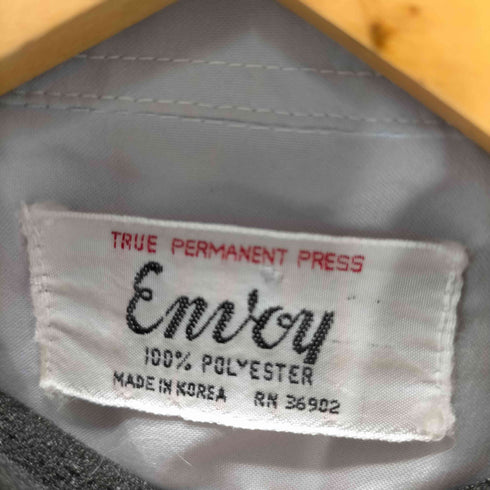 TRUE PERMANENT PRESS
Envoy
100% POLYESTER
MADE IN KOREA RN 36902